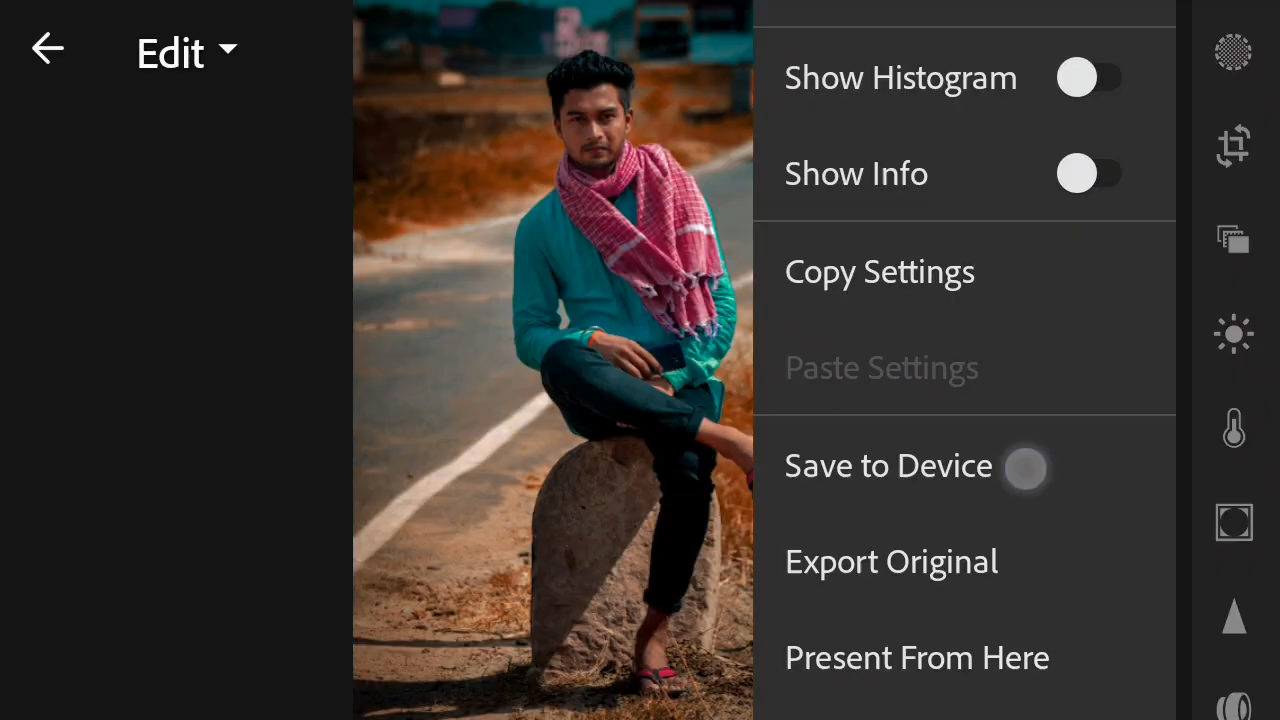 Edit
Show Histogram
Show Info
Copy Settings
Paste Settings
Save to Device
Export Original
Present From Here